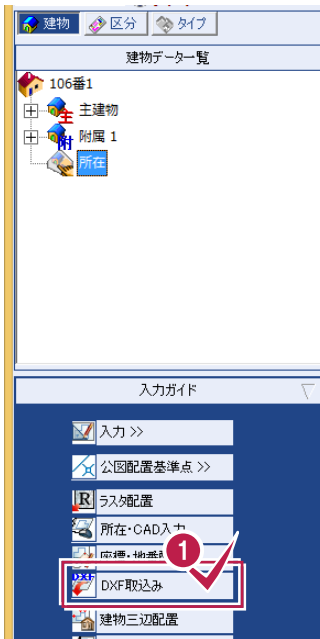 建物 区分 タイプ
建物データ一覧
106番1
主建物
附属 1
所在
入力ガイド
入力 >>
公図配置基準点 >>
ラスタ配置
所在・CAD入力
1
DXF取込み
建物三辺配置